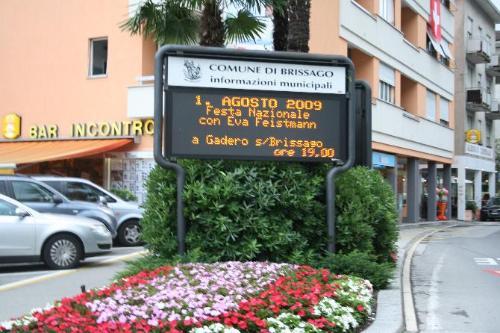 COMUNE DI BRISSAGO
informazioni municipali
1. AGOSTO 2009
Festa Nazionale
con Eva Feistmann
a Gadero s/Brissago
ore 19.00
BAR INCONTRO